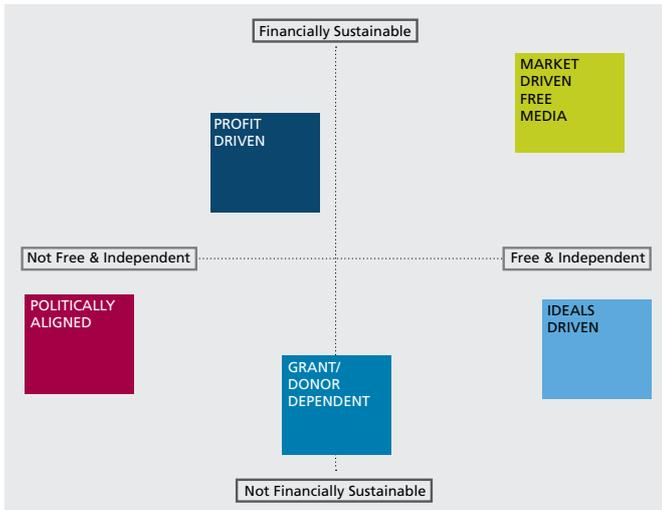 Financially Sustainable
MARKET
DRIVEN
FREE
MEDIA
PROFIT
DRIVEN
Not Free & Independent
Free & Independent
POLITICALLY
ALIGNED
IDEALS
DRIVEN
GRANT/
DONOR
DEPENDENT
Not Financially Sustainable